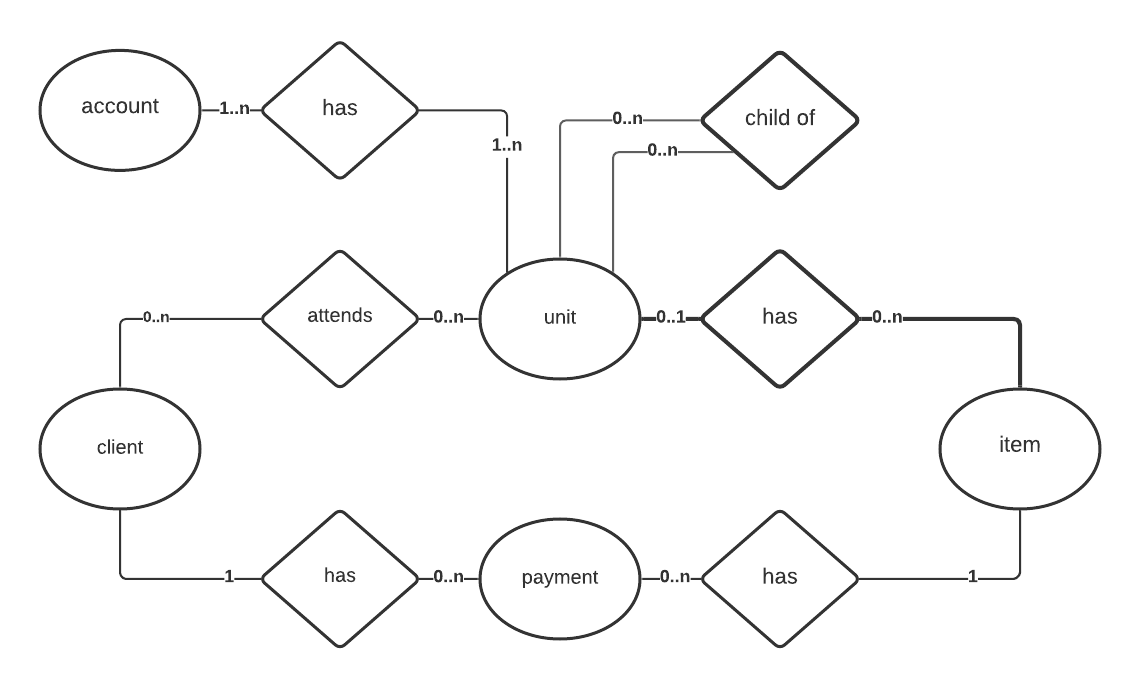 account
1..n
has
1..n
0..n
child of
0..n
0..n
attends
0..n
unit
0..1
has
0..n
client
item
1
has
0..n
payment
0..n
has
1